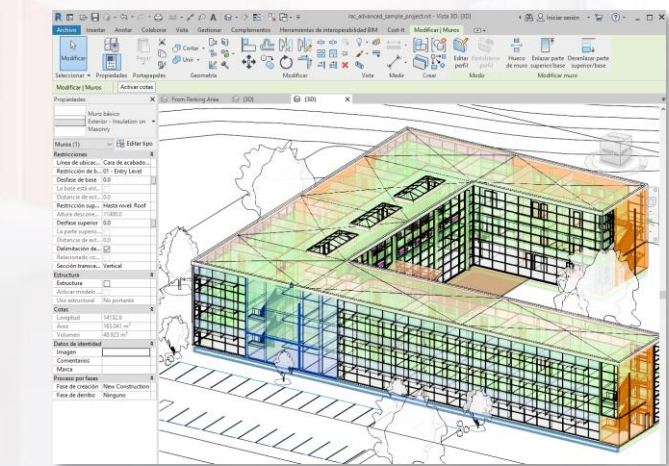 rac_advanced_sample_project.rvt - Vista 3D: {3D}
Iniciar sesión
Archivo Insertar Anotar Colaborar Vista Gestionar Complementos Herramientas de interoperabilidad BIM Cost-it Modificar | Muros
Modificar
Pegar
Cortar
Unir
Editar perfil
Restablecer perfil
Hueco de muro
Enlazar parte superior/base
Desenlazar parte superior/base
Seleccionar Propiedades Portapapeles Geometría Modificar Vista Medir Crear Modo Modificar muro
Modificar | Muros Activar cotas
Propiedades
From Parking Area {3D} {3D}
Muro básico
Exterior - Insulation on Masonry
Muros (1) Editar tipo
Restricciones
Línea de ubicac... Cara de acabado...
Restricción de b... 01 - Entry Level
Desfase de base 0.0
La base está ext...
Distancia de ext... 0.0
Restricción sup... Hasta nivel: Roof
Altura descone... 11400.0
Desfase superior 0.0
La parte superio...
Distancia de ext... 0.0
Delimitación de...
Relacionado co...
Sección transve... Vertical
Estructura
Estructura
Activar modelo ...
Uso estructural No portante
Cotas
Longitud 14132.6
Área 163.041 m²
Volumen 48.923 m³
Datos de identidad
Imagen
Comentarios
Marca
Proceso por fases
Fase de creación New Construction
Fase de derribo Ninguno